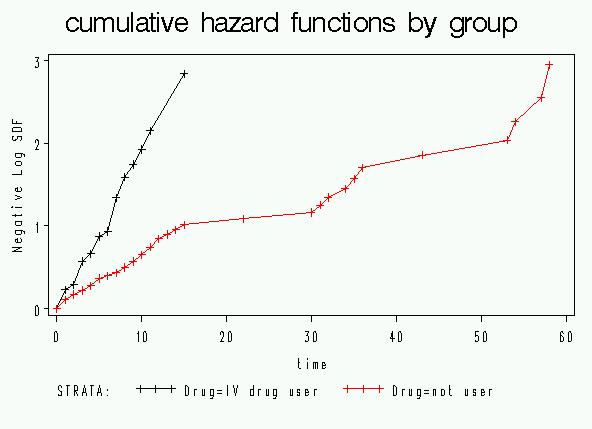 cumulative hazard functions by group
3
2
1
0
Negative Log SDF
0 10 20 30 40 50 60
time
STRATA: Drug=IV drug user Drug=not user